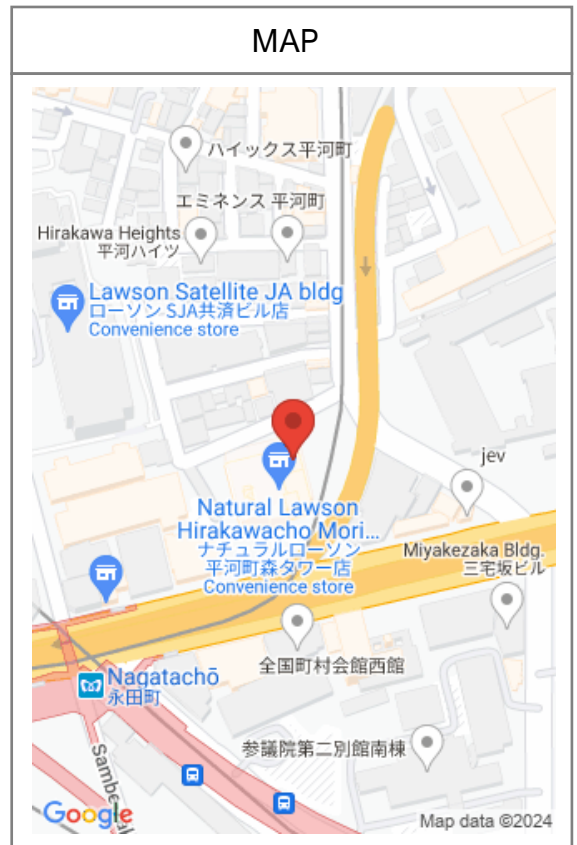 MAP
ハイックス平河町
エミネンス 平河町
Hirakawa Heights
平河ハイツ
Lawson Satellite JA bldg
ローソン SJA共済ビル店
Convenience store
jev
Natural Lawson
Hirakawacho Mori...
ナチュラルローソン
平河町森タワー店
Convenience store
Miyakezaka Bldg.
三宅坂ビル
全国町村会館西館
Nagatachō
永田町
参議院第二別館南棟
Google
Map data ©2024